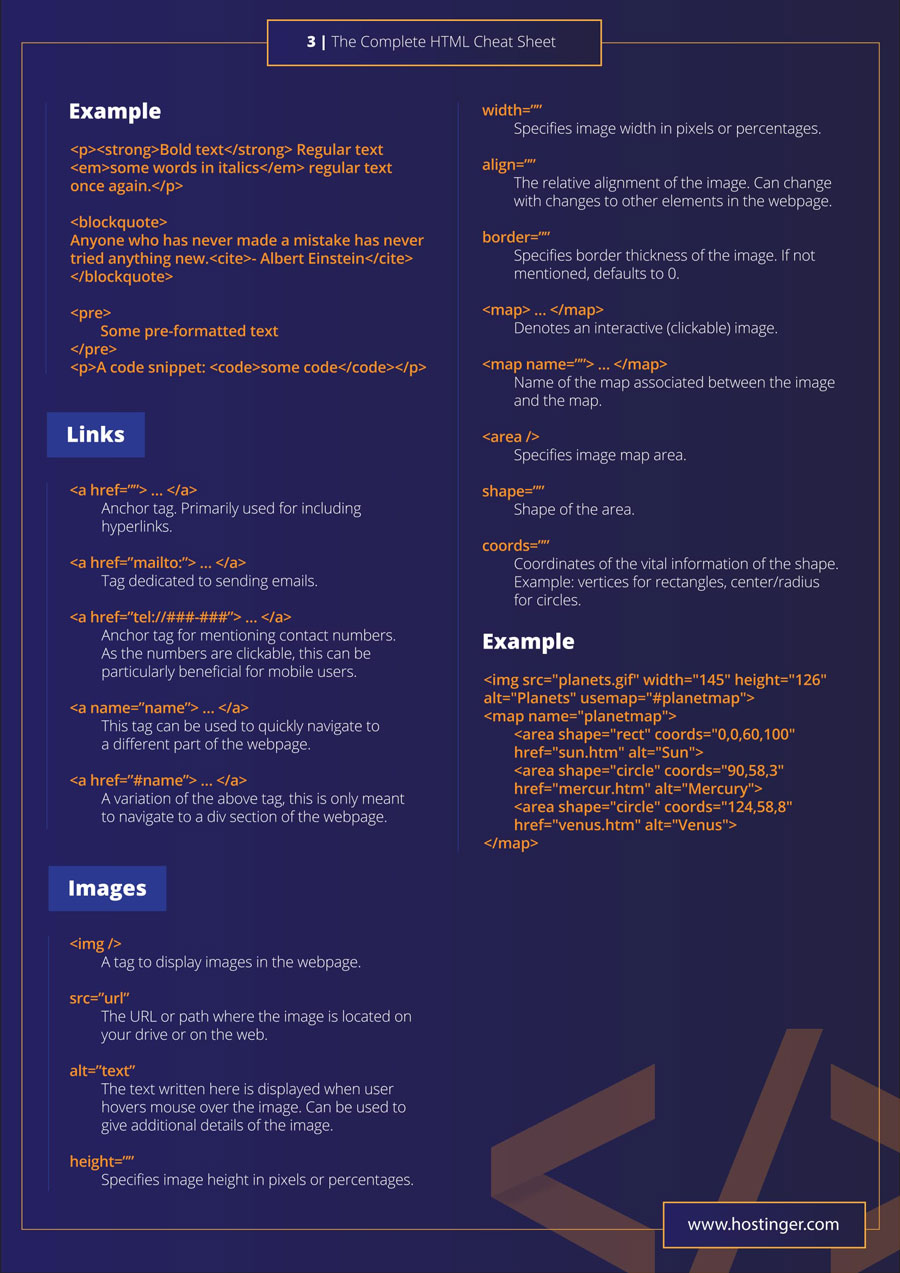 3 | The Complete HTML Cheat Sheet
Example
<p><strong>Bold text</strong> Regular text
<em>some words in italics</em> regular text
once again.</p>
<blockquote>
Anyone who has never made a mistake has never
tried anything new.<cite>- Albert Einstein</cite>
</blockquote>
<pre>
Some pre-formatted text
</pre>
<p>A code snippet: <code>some code</code></p>
Links
<a href=””> ... </a>
Anchor tag. Primarily used for including
hyperlinks.
<a href=”mailto:”> ... </a>
Tag dedicated to sending emails.
<a href=”tel://###-###”> ... </a>
Anchor tag for mentioning contact numbers.
As the numbers are clickable, this can be
particularly beneficial for mobile users.
<a name=”name”> ... </a>
This tag can be used to quickly navigate to
a different part of the webpage.
<a href=”#name”> ... </a>
A variation of the above tag, this is only meant
to navigate to a div section of the webpage.
Images
<img />
A tag to display images in the webpage.
src=”url”
The URL or path where the image is located on
your drive or on the web.
alt=”text”
The text written here is displayed when user
hovers mouse over the image. Can be used to
give additional details of the image.
height=””
Specifies image height in pixels or percentages.
width=””
Specifies image width in pixels or percentages.
align=””
The relative alignment of the image. Can change
with changes to other elements in the webpage.
border=””
Specifies border thickness of the image. If not
mentioned, defaults to 0.
<map> ... </map>
Denotes an interactive (clickable) image.
<map name=””> ... </map>
Name of the map associated between the image
and the map.
<area />
Specifies image map area.
shape=””
Shape of the area.
coords=””
Coordinates of the vital information of the shape.
Example: vertices for rectangles, center/radius
for circles.
Example
<img src="planets.gif" width="145" height="126"
alt="Planets" usemap="#planetmap">
<map name="planetmap">
<area shape="rect" coords="0,0,60,100"
href="sun.htm" alt="Sun">
<area shape="circle" coords="90,58,3"
href="mercur.htm" alt="Mercury">
<area shape="circle" coords="124,58,8"
href="venus.htm" alt="Venus">
</map>
www.hostinger.com